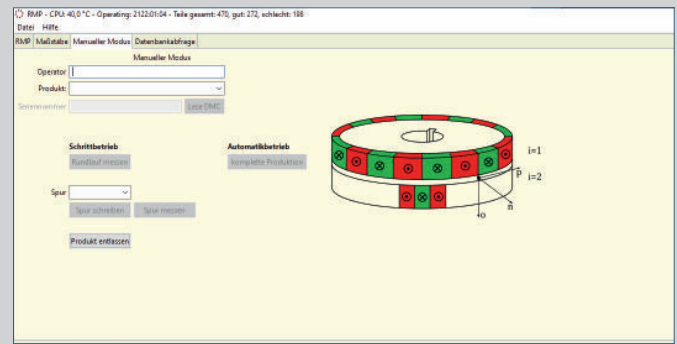 RMP - CPU: 40,0 °C - Operating: 2122:01:04 - Teile gesamt: 470, gut: 272, schlecht: 198
Datei Hilfe
RMP Maßstäbe Manueller Modus Datenbankabfrage
Manueller Modus
Operator
Produkt:
Seriennummer Lese DMC
Schrittbetrieb Automatikbetrieb
Rundlauf messen komplette Produktion
Spur
Spur schreiben Spur messen
Produkt entlassen
i=1
i=2
p
n
o